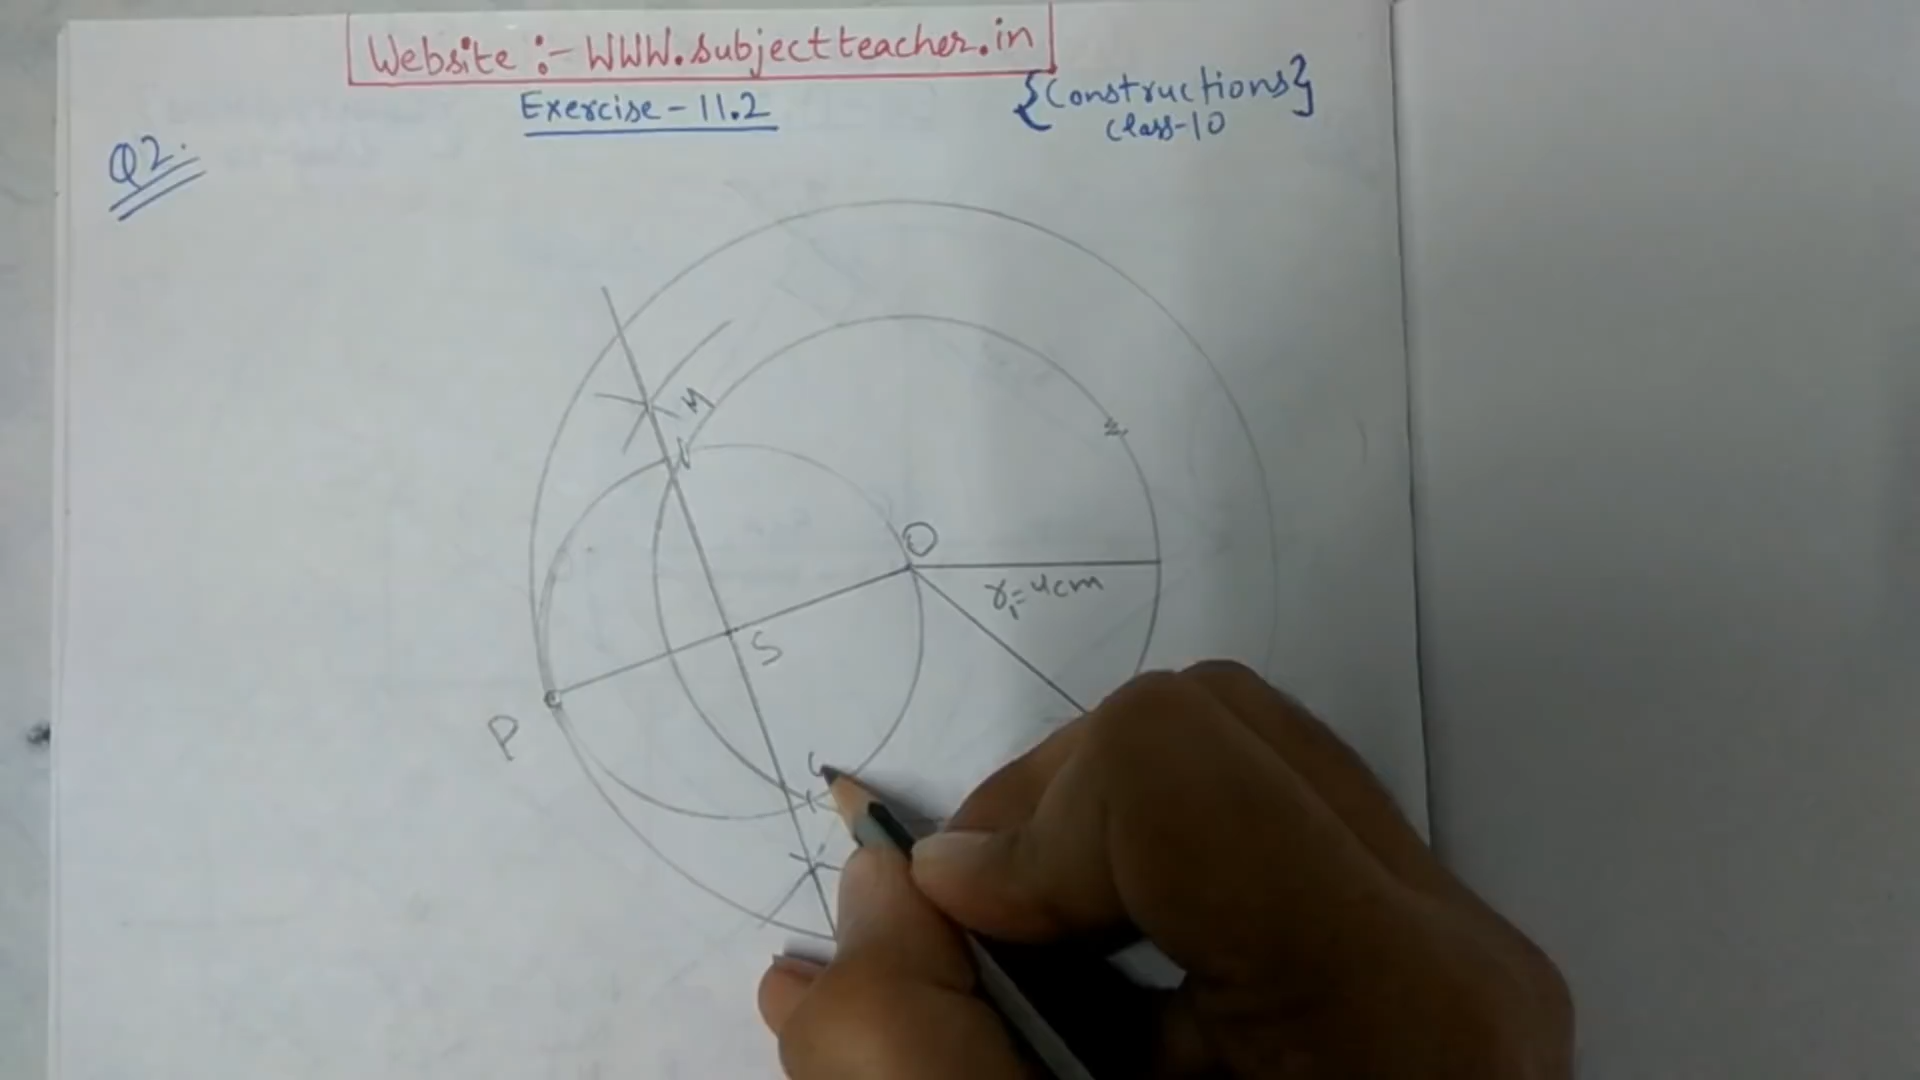 Website :- WWW.subjectteacher.in
Exercise - 11.2
{Constructions}
Class-10
Q2.
M
O
r₁=4cm
S
P